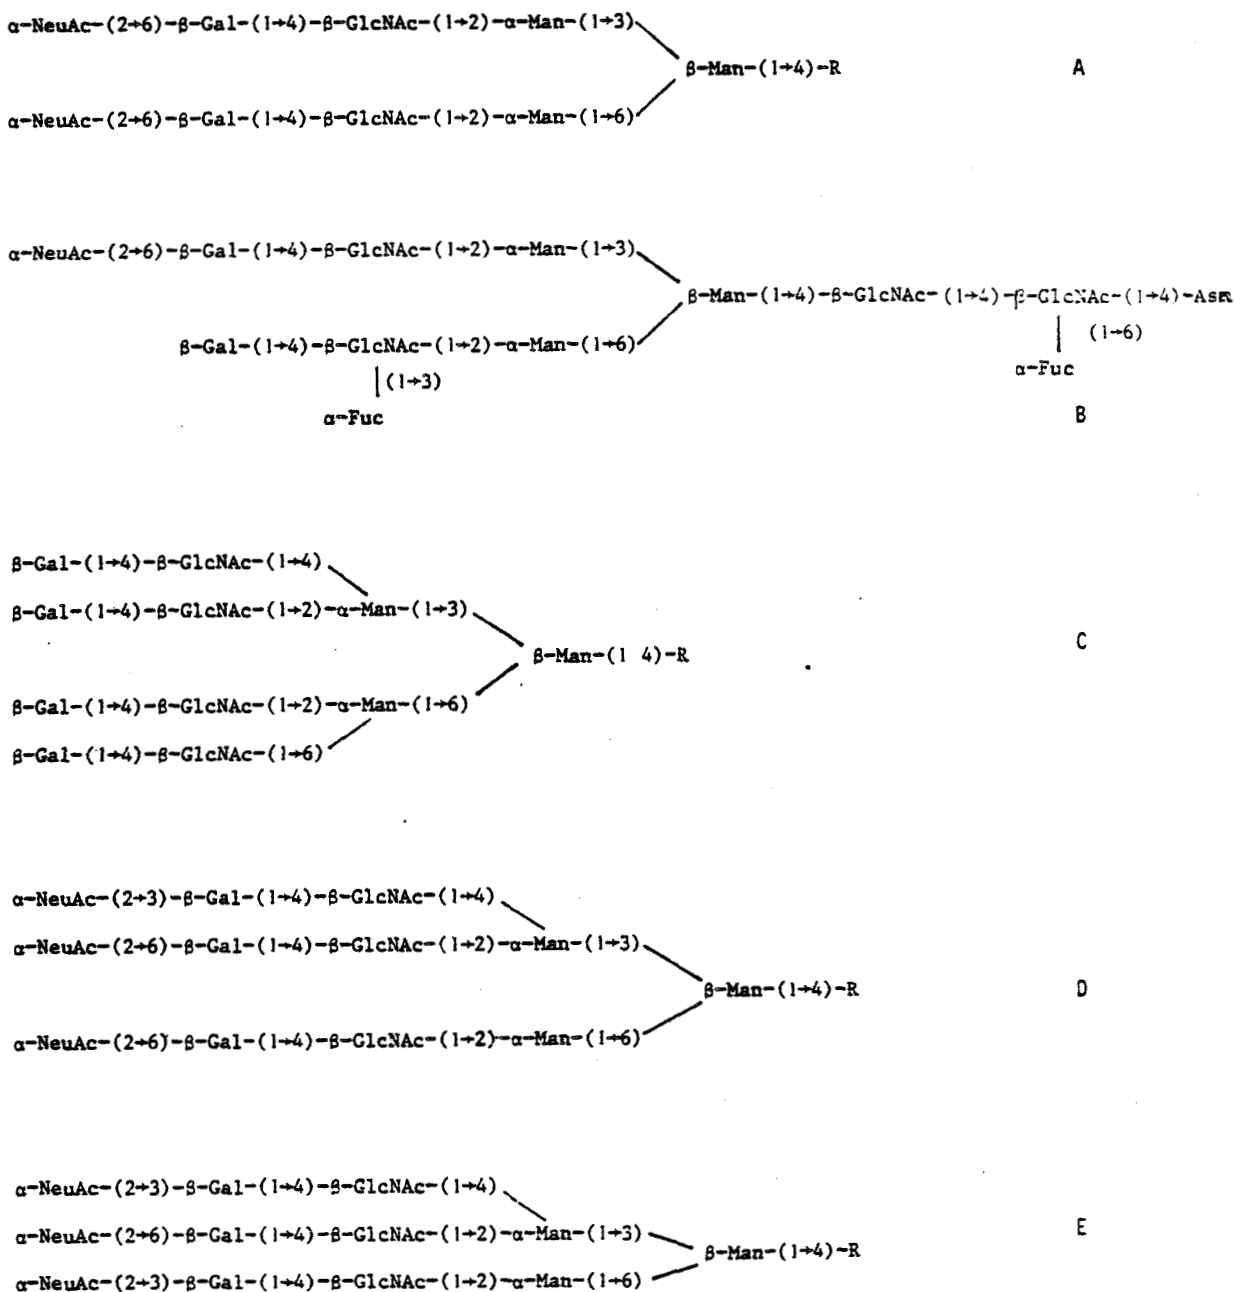 α-NeuAc-(2→6)-β-Gal-(1→4)-β-GlcNAc-(1→2)-α-Man-(1→3)
β-Man-(1→4)-R
A
α-NeuAc-(2→6)-β-Gal-(1→4)-β-GlcNAc-(1→2)-α-Man-(1→6)
α-NeuAc-(2→6)-β-Gal-(1→4)-β-GlcNAc-(1→2)-α-Man-(1→3)
β-Man-(1→4)-β-GlcNAc-(1→4)-β-GlcNAc-(1→4)-Asn
(1→6)
β-Gal-(1→4)-β-GlcNAc-(1→2)-α-Man-(1→6)
α-Fuc
(1→3)
α-Fuc
B
β-Gal-(1→4)-β-GlcNAc-(1→4)
β-Gal-(1→4)-β-GlcNAc-(1→2)-α-Man-(1→3)
β-Man-(1 4)-R
C
β-Gal-(1→4)-β-GlcNAc-(1→2)-α-Man-(1→6)
β-Gal-(1→4)-β-GlcNAc-(1→6)
α-NeuAc-(2→3)-β-Gal-(1→4)-β-GlcNAc-(1→4)
α-NeuAc-(2→6)-β-Gal-(1→4)-β-GlcNAc-(1→2)-α-Man-(1→3)
β-Man-(1→4)-R
D
α-NeuAc-(2→6)-β-Gal-(1→4)-β-GlcNAc-(1→2)-α-Man-(1→6)
α-NeuAc-(2→3)-β-Gal-(1→4)-β-GlcNAc-(1→4)
α-NeuAc-(2→6)-β-Gal-(1→4)-β-GlcNAc-(1→2)-α-Man-(1→3)
E
β-Man-(1→4)-R
α-NeuAc-(2→3)-β-Gal-(1→4)-β-GlcNAc-(1→2)-α-Man-(1→6)